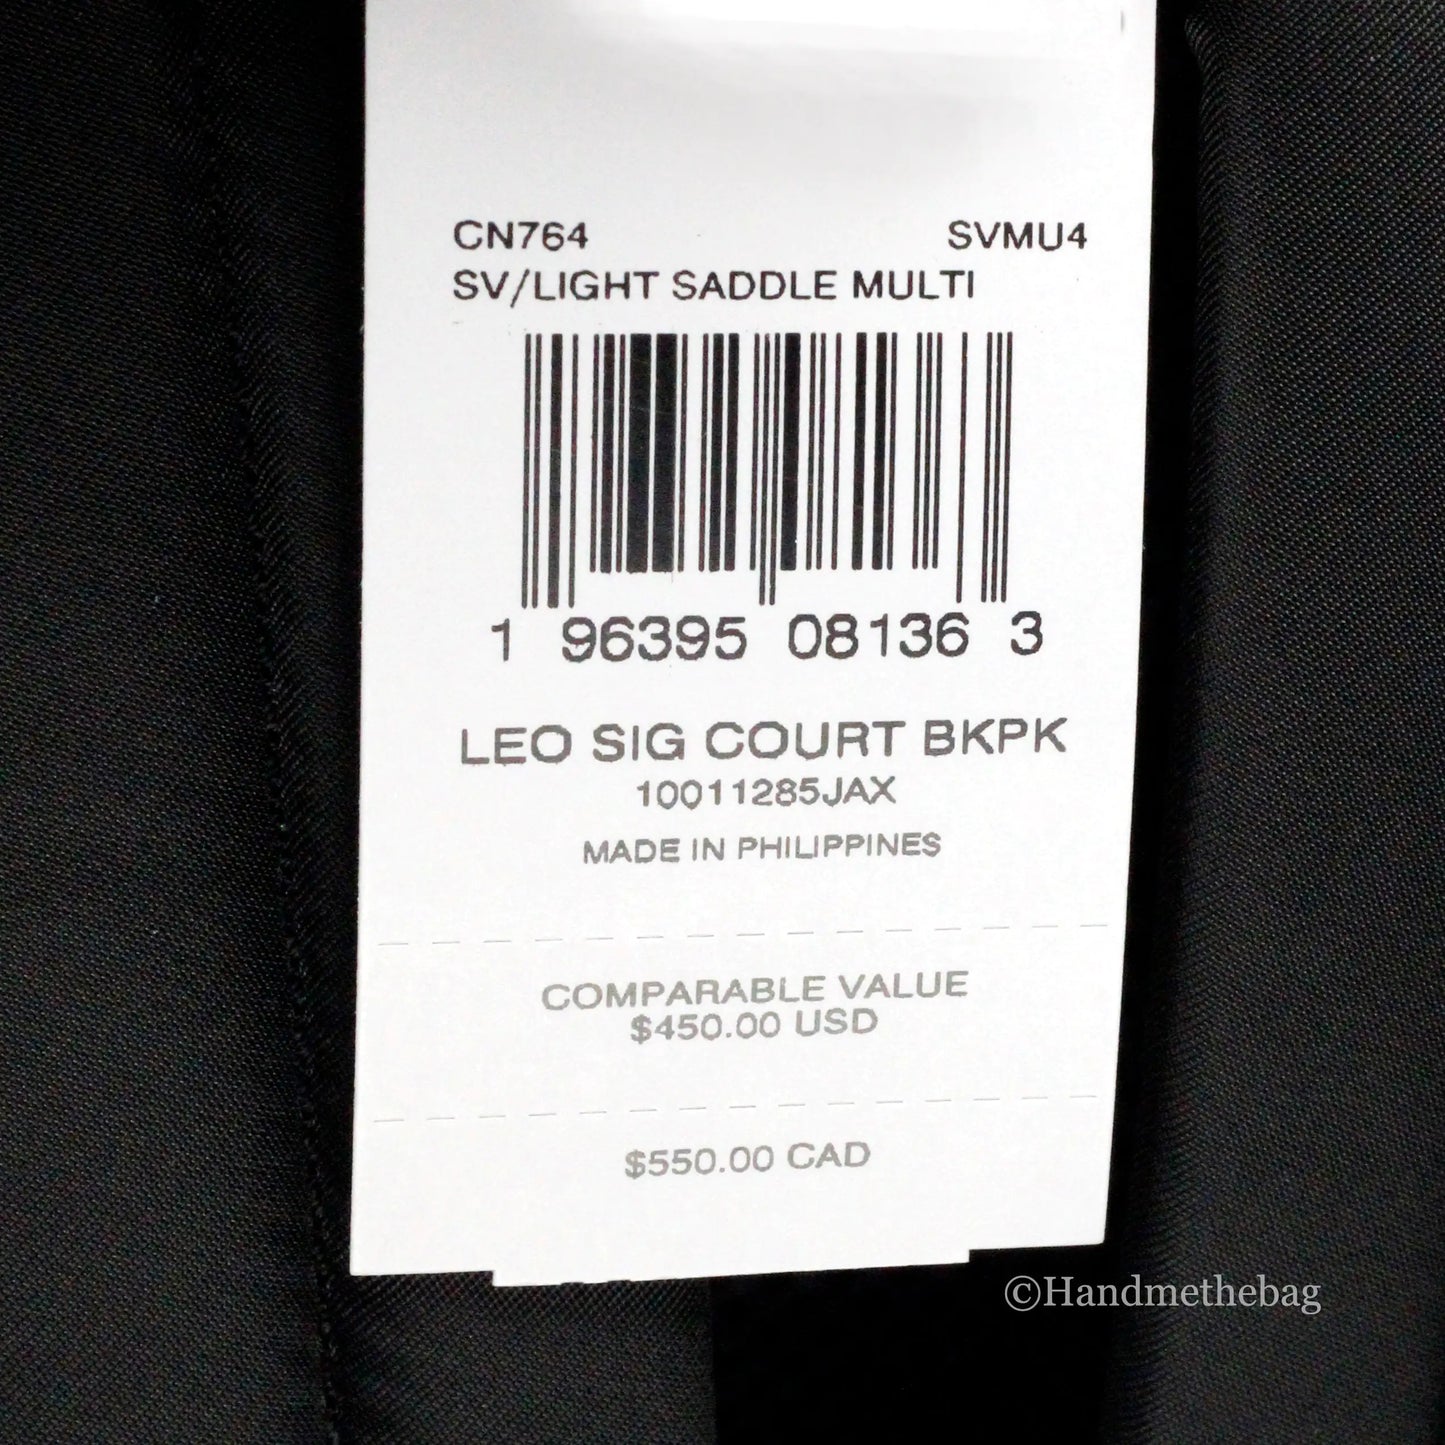 CN764 SVMU4
SV/LIGHT SADDLE MULTI
1 96395 08136 3
LEO SIG COURT BKPK
10011285JAX
MADE IN PHILIPPINES
COMPARABLE VALUE
$450.00 USD
$550.00 CAD
©Handmethebag